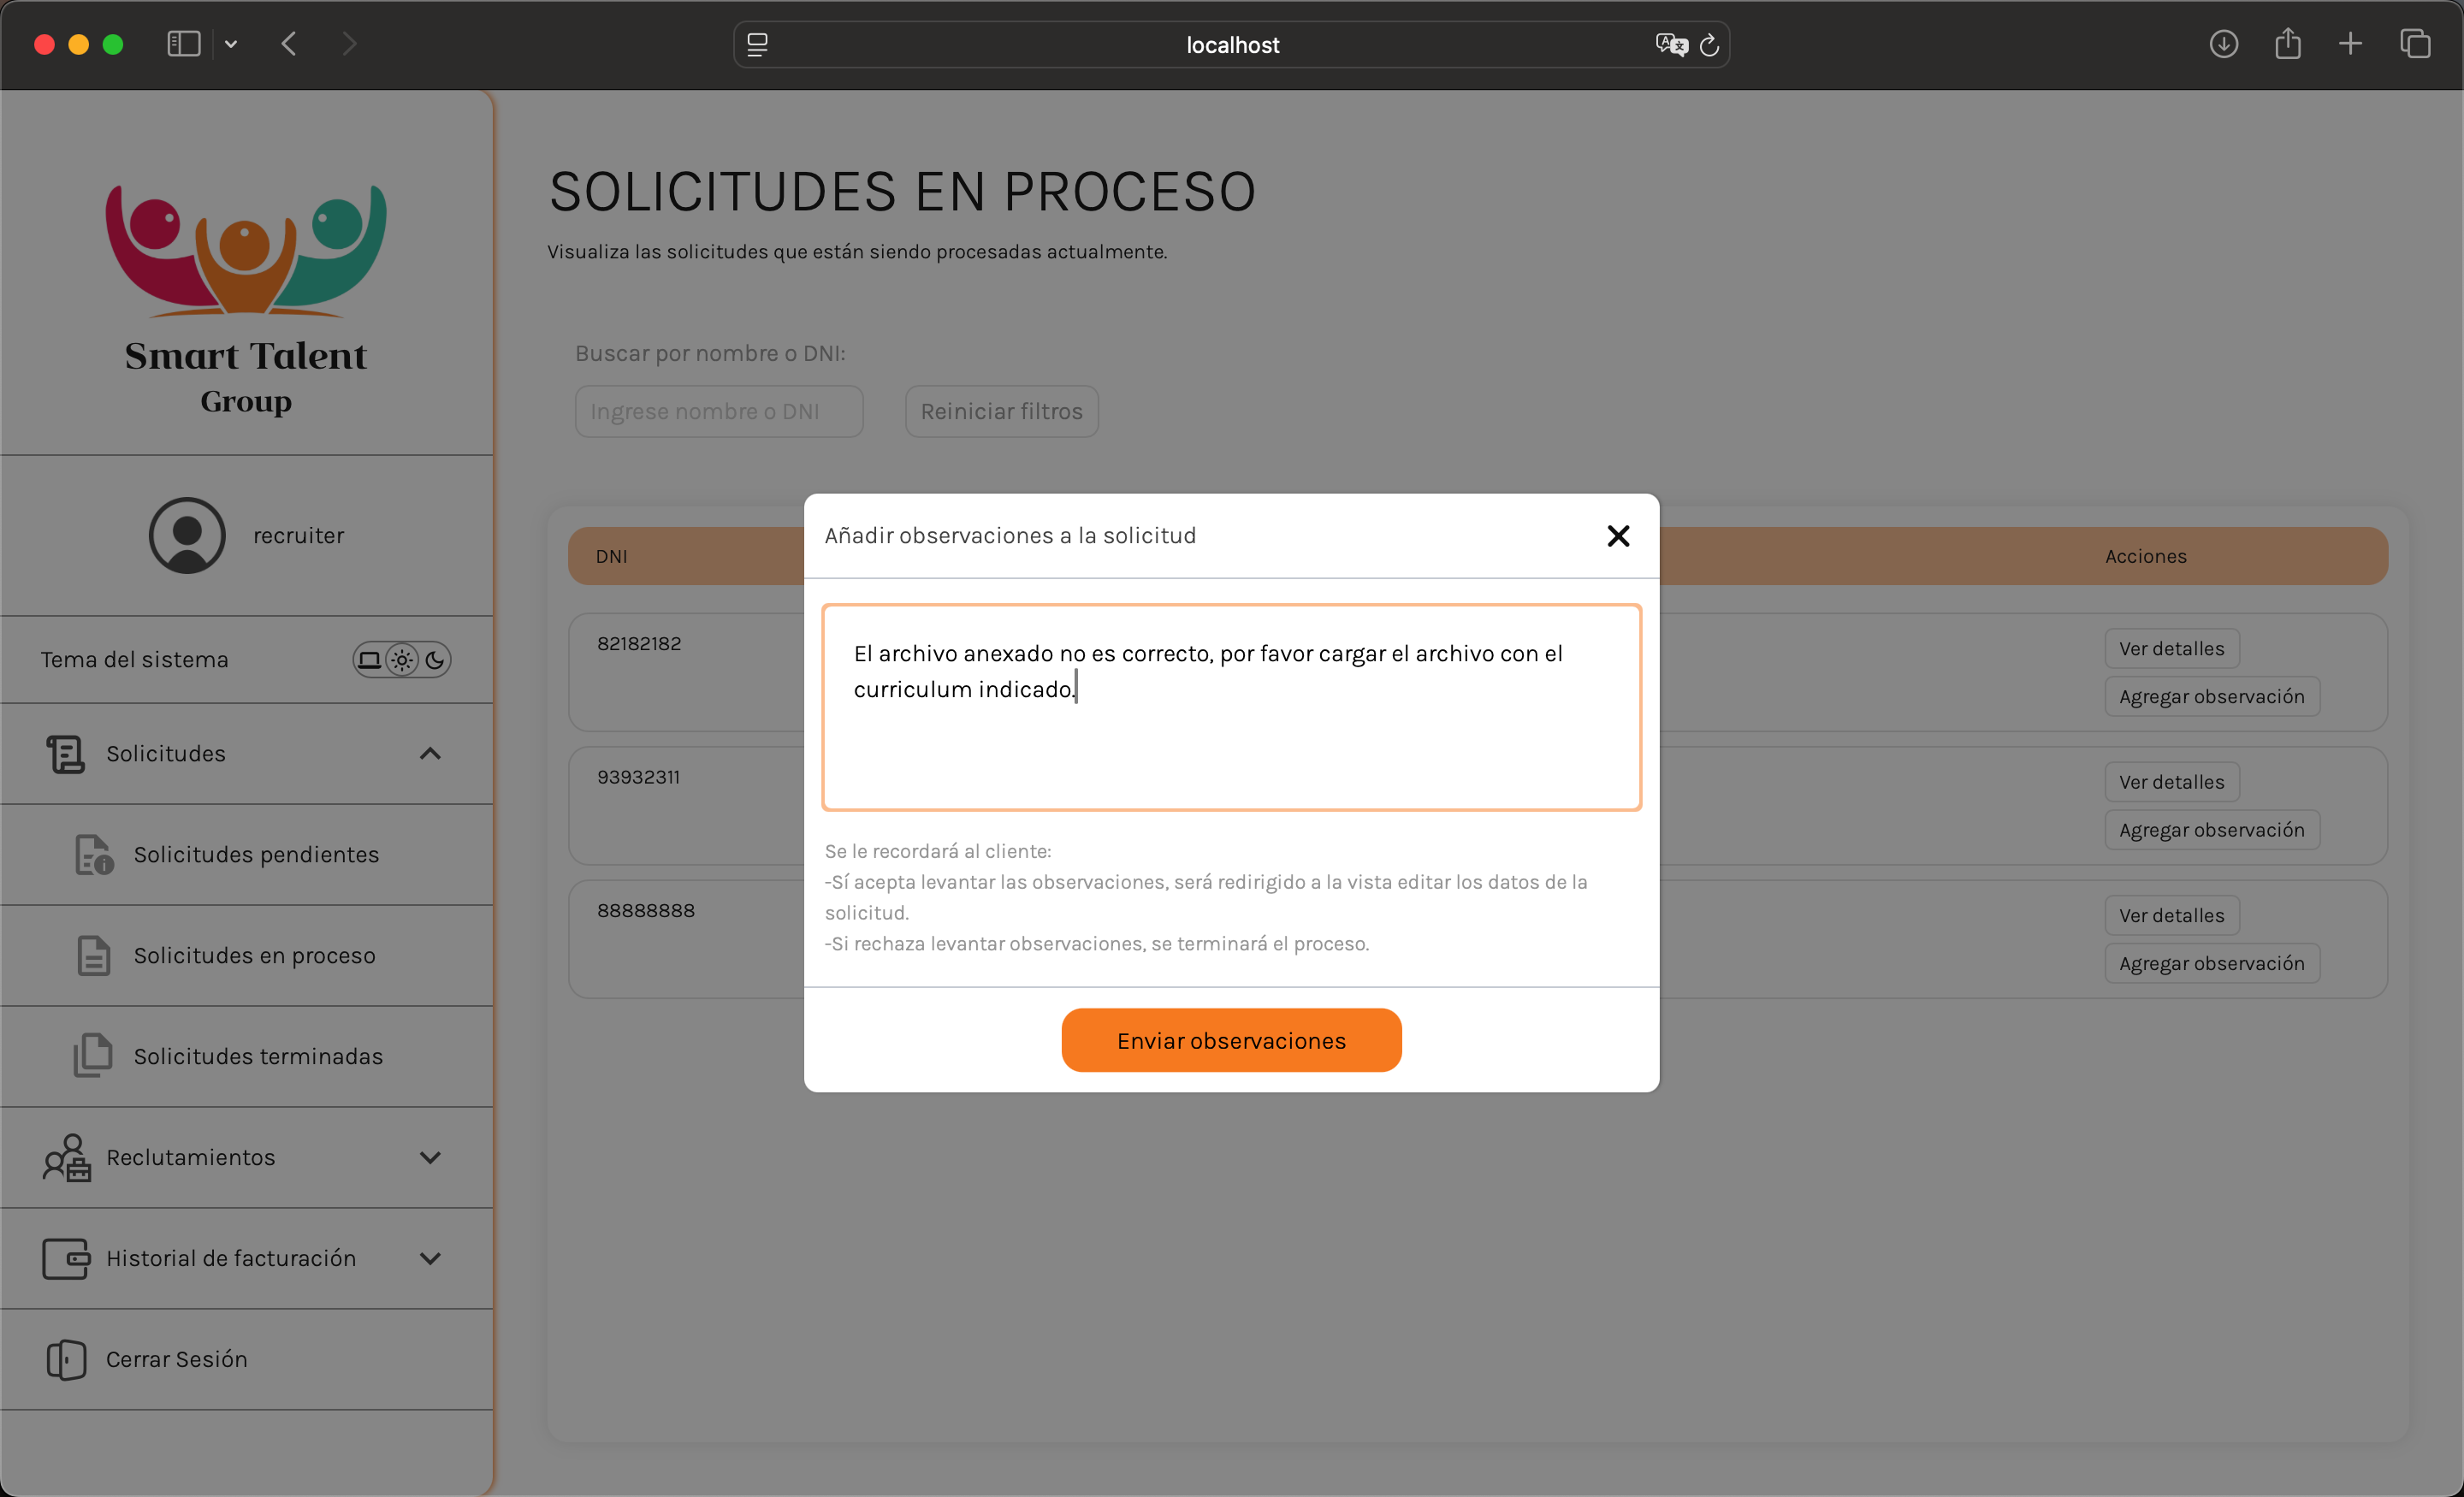 localhost
Smart Talent
Group
recruiter
Tema del sistema
Solicitudes
Solicitudes pendientes
Solicitudes en proceso
Solicitudes terminadas
Reclutamientos
Historial de facturación
Cerrar Sesión
SOLICITUDES EN PROCESO
Visualiza las solicitudes que están siendo procesadas actualmente.
Buscar por nombre o DNI:
Ingrese nombre o DNI
Reiniciar filtros
DNI
Acciones
82182182
Ver detalles
Agregar observación
93932311
Ver detalles
Agregar observación
88888888
Ver detalles
Agregar observación
Añadir observaciones a la solicitud
El archivo anexado no es correcto, por favor cargar el archivo con el
curriculum indicado.
Se le recordará al cliente:
-Sí acepta levantar las observaciones, será redirigido a la vista editar los datos de la
solicitud.
-Si rechaza levantar observaciones, se terminará el proceso.
Enviar observaciones